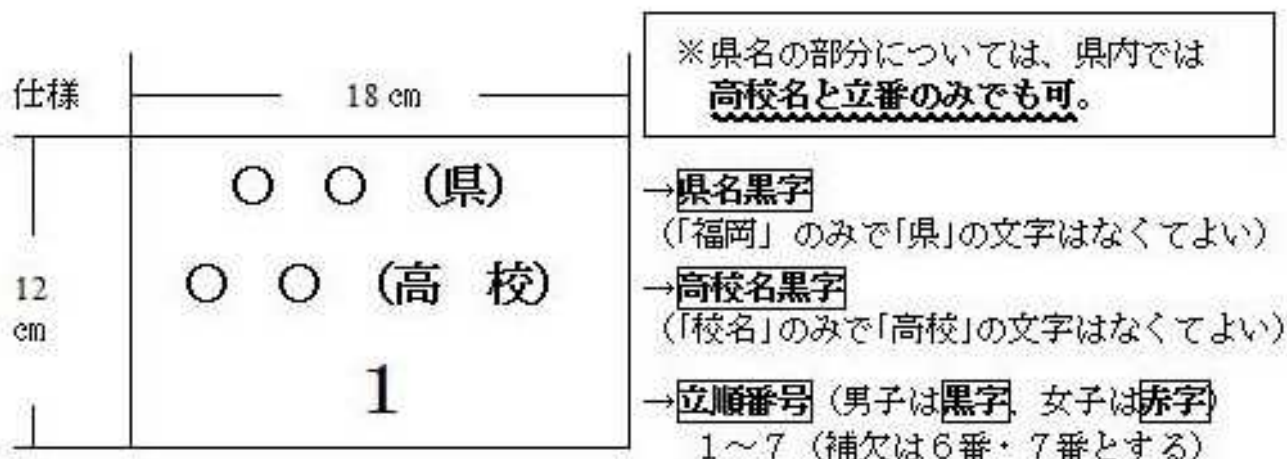 ※県名の部分については、県内では
高校名と立番のみでも可。
仕様
18 cm
○ ○ (県)
→県名黒字
(「福岡」のみで「県」の文字はなくてよい)
12
cm
○ ○ (高 校)
→高校名黒字
(「校名」のみで「高校」の文字はなくてよい)
1
→立順番号 (男子は黒字、女子は赤字)
1～7 (補欠は6番・7番とする)